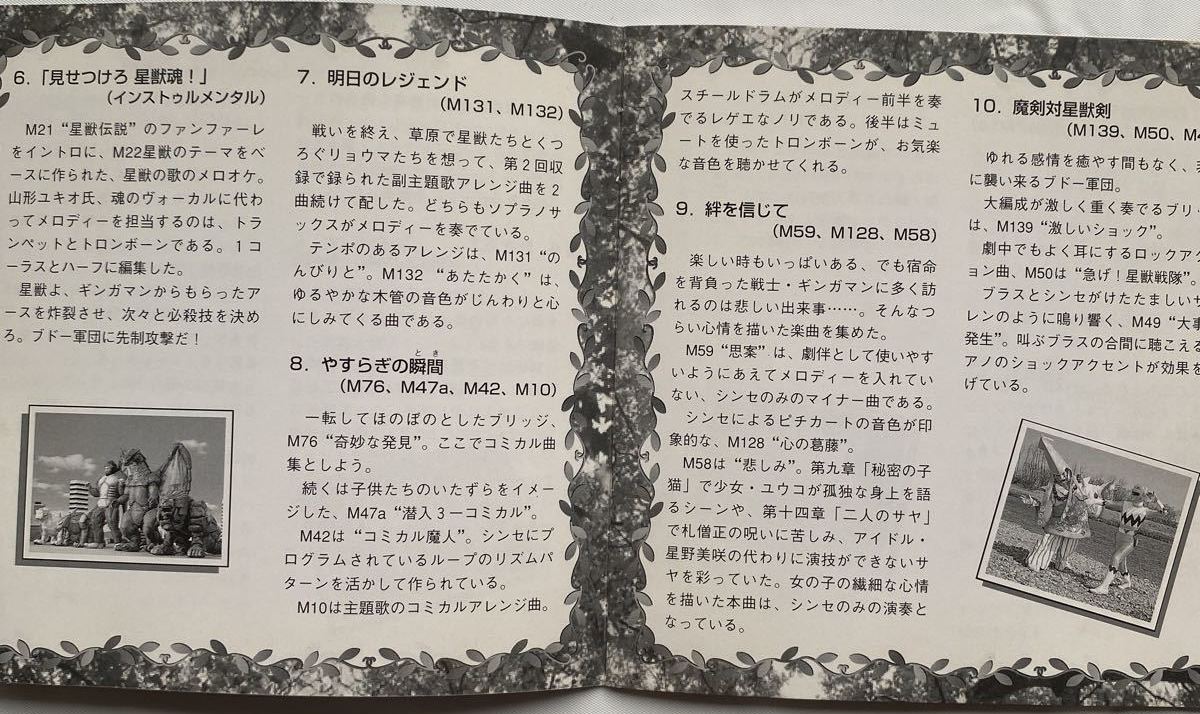 6.「見せつけろ 星獣魂！」
（インストゥルメンタル）
M21 “星獣伝説” のファンファーレ
をイントロに、M22星獣のテーマをベ
ースに作られた、星獣の歌のメロオケ。
山形ユキオ氏、魂のヴォーカルに代わ
ってメロディーを担当するのは、トラ
ンペットとトロンボーンである。1コ
ーラスとハーフに編集した。
星獣よ、ギンガマンからもらったア
ースを炸裂させ、次々と必殺技を決め
ろ。ブドー軍団に先制攻撃だ！
7．明日のレジェンド
（M131、M132）
戦いを終え、草原で星獣たちとくつ
ろぐリョウマたちを想って、第2回収
録で録られた副主題歌アレンジ曲を2
曲続けて配した。どちらもソプラノサ
ックスがメロディーを奏でている。
テンポのあるアレンジは、M131 “の
んびりと”。M132 “あたたかく” は、
ゆるやかな木管の音色がじんわりと心
にしみてくる曲である。
8．やすらぎの瞬間
とき
（M76、M47a、M42、M10）
一転してほのぼのとしたブリッジ、
M76 “奇妙な発見”。ここでコミカル曲
集としよう。
続くは子供たちのいたずらをイメー
ジした、M47a “潜入3－コミカル”。
M42は “コミカル魔人”。シンセにプ
ログラムされているループのリズムパ
ターンを活かして作られている。
M10は主題歌のコミカルアレンジ曲。
スチールドラムがメロディー前半を奏
でるレゲエなノリである。後半はミュ
ートを使ったトロンボーンが、お気楽
な音色を聴かせてくれる。
9．絆を信じて
（M59、M128、M58）
楽しい時もいっぱいある、でも宿命
を背負った戦士・ギンガマンに多く訪
れるのは悲しい出来事……。そんなつ
らい心情を描いた楽曲を集めた。
M59 “思案” は、劇伴として使いやす
いようにあえてメロディーを入れてい
ない、シンセのみのマイナー曲である。
シンセによるピチカートの音色が印
象的な、M128 “心の葛藤”。
M58は “悲しみ”。第九章「秘密の子
猫」で少女・ユウコが孤独な身上を語
るシーンや、第十四章「二人のサヤ」
で札僧正の呪いに苦しみ、アイドル・
星野美咲の代わりに演技ができないサ
ヤを彩っていた。女の子の繊細な心情
を描いた本曲は、シンセのみの演奏と
なっている。
10．魔剣対星獣剣
（M139、M50、M
ゆれる感情を癒やす間もなく、
に襲い来るブドー軍団。
大編成が激しく重く奏でるブリッ
は、M139 “激しいショック”。
劇中でもよく耳にするロックアク
ョン曲、M50は “急げ！星獣戦隊”。
ブラスとシンセがけたたましいサ
レンのように鳴り響く、M49 “大事
発生”。叫ぶブラスの合間に聴こえる
アノのショックアクセントが効果を
げている。